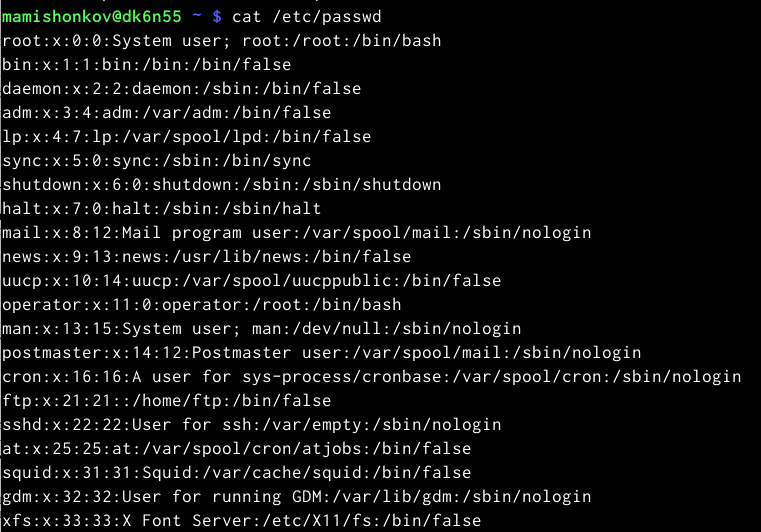 mamishonkov@dk6n55 ~ $ cat /etc/passwd
root:x:0:0:System user; root:/root:/bin/bash
bin:x:1:1:bin:/bin:/bin/false
daemon:x:2:2:daemon:/sbin:/bin/false
adm:x:3:4:adm:/var/adm:/bin/false
lp:x:4:7:lp:/var/spool/lpd:/bin/false
sync:x:5:0:sync:/sbin:/bin/sync
shutdown:x:6:0:shutdown:/sbin:/sbin/shutdown
halt:x:7:0:halt:/sbin:/sbin/halt
mail:x:8:12:Mail program user:/var/spool/mail:/sbin/nologin
news:x:9:13:news:/usr/lib/news:/bin/false
uucp:x:10:14:uucp:/var/spool/uucppublic:/bin/false
operator:x:11:0:operator:/root:/bin/bash
man:x:13:15:System user; man:/dev/null:/sbin/nologin
postmaster:x:14:12:Postmaster user:/var/spool/mail:/sbin/nologin
cron:x:16:16:A user for sys-process/cronbase:/var/spool/cron:/sbin/nologin
ftp:x:21:21::/home/ftp:/bin/false
sshd:x:22:22:User for ssh:/var/empty:/sbin/nologin
at:x:25:25:at:/var/spool/cron/atjobs:/bin/false
squid:x:31:31:Squid:/var/cache/squid:/bin/false
gdm:x:32:32:User for running GDM:/var/lib/gdm:/sbin/nologin
xfs:x:33:33:X Font Server:/etc/X11/fs:/bin/false